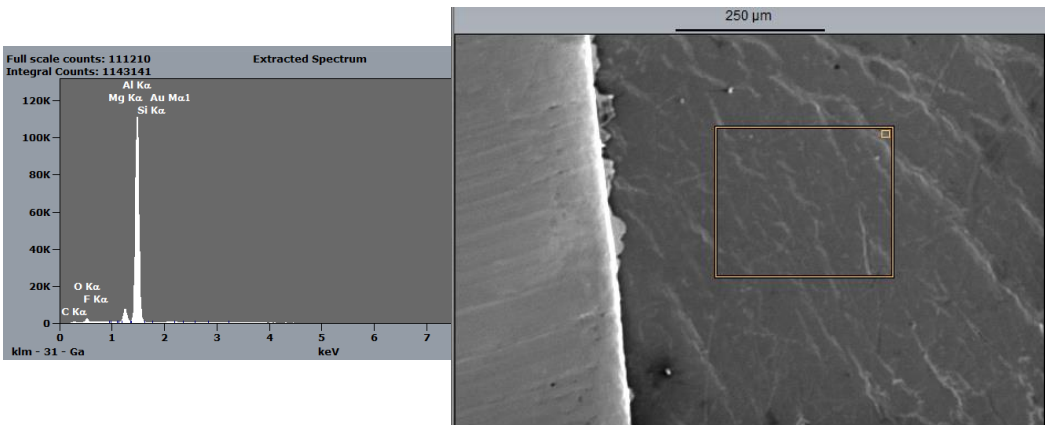 Full scale counts: 111210
Extracted Spectrum
Integral Counts: 1143141
Al Kα
Mg Kα Au Mα1
Si Kα
120K
100K
80K
60K
40K
20K
O Kα
F Kα
C Kα
0
0 1 2 3 4 5 6 7
klm - 31 - Ga
keV
250 µm